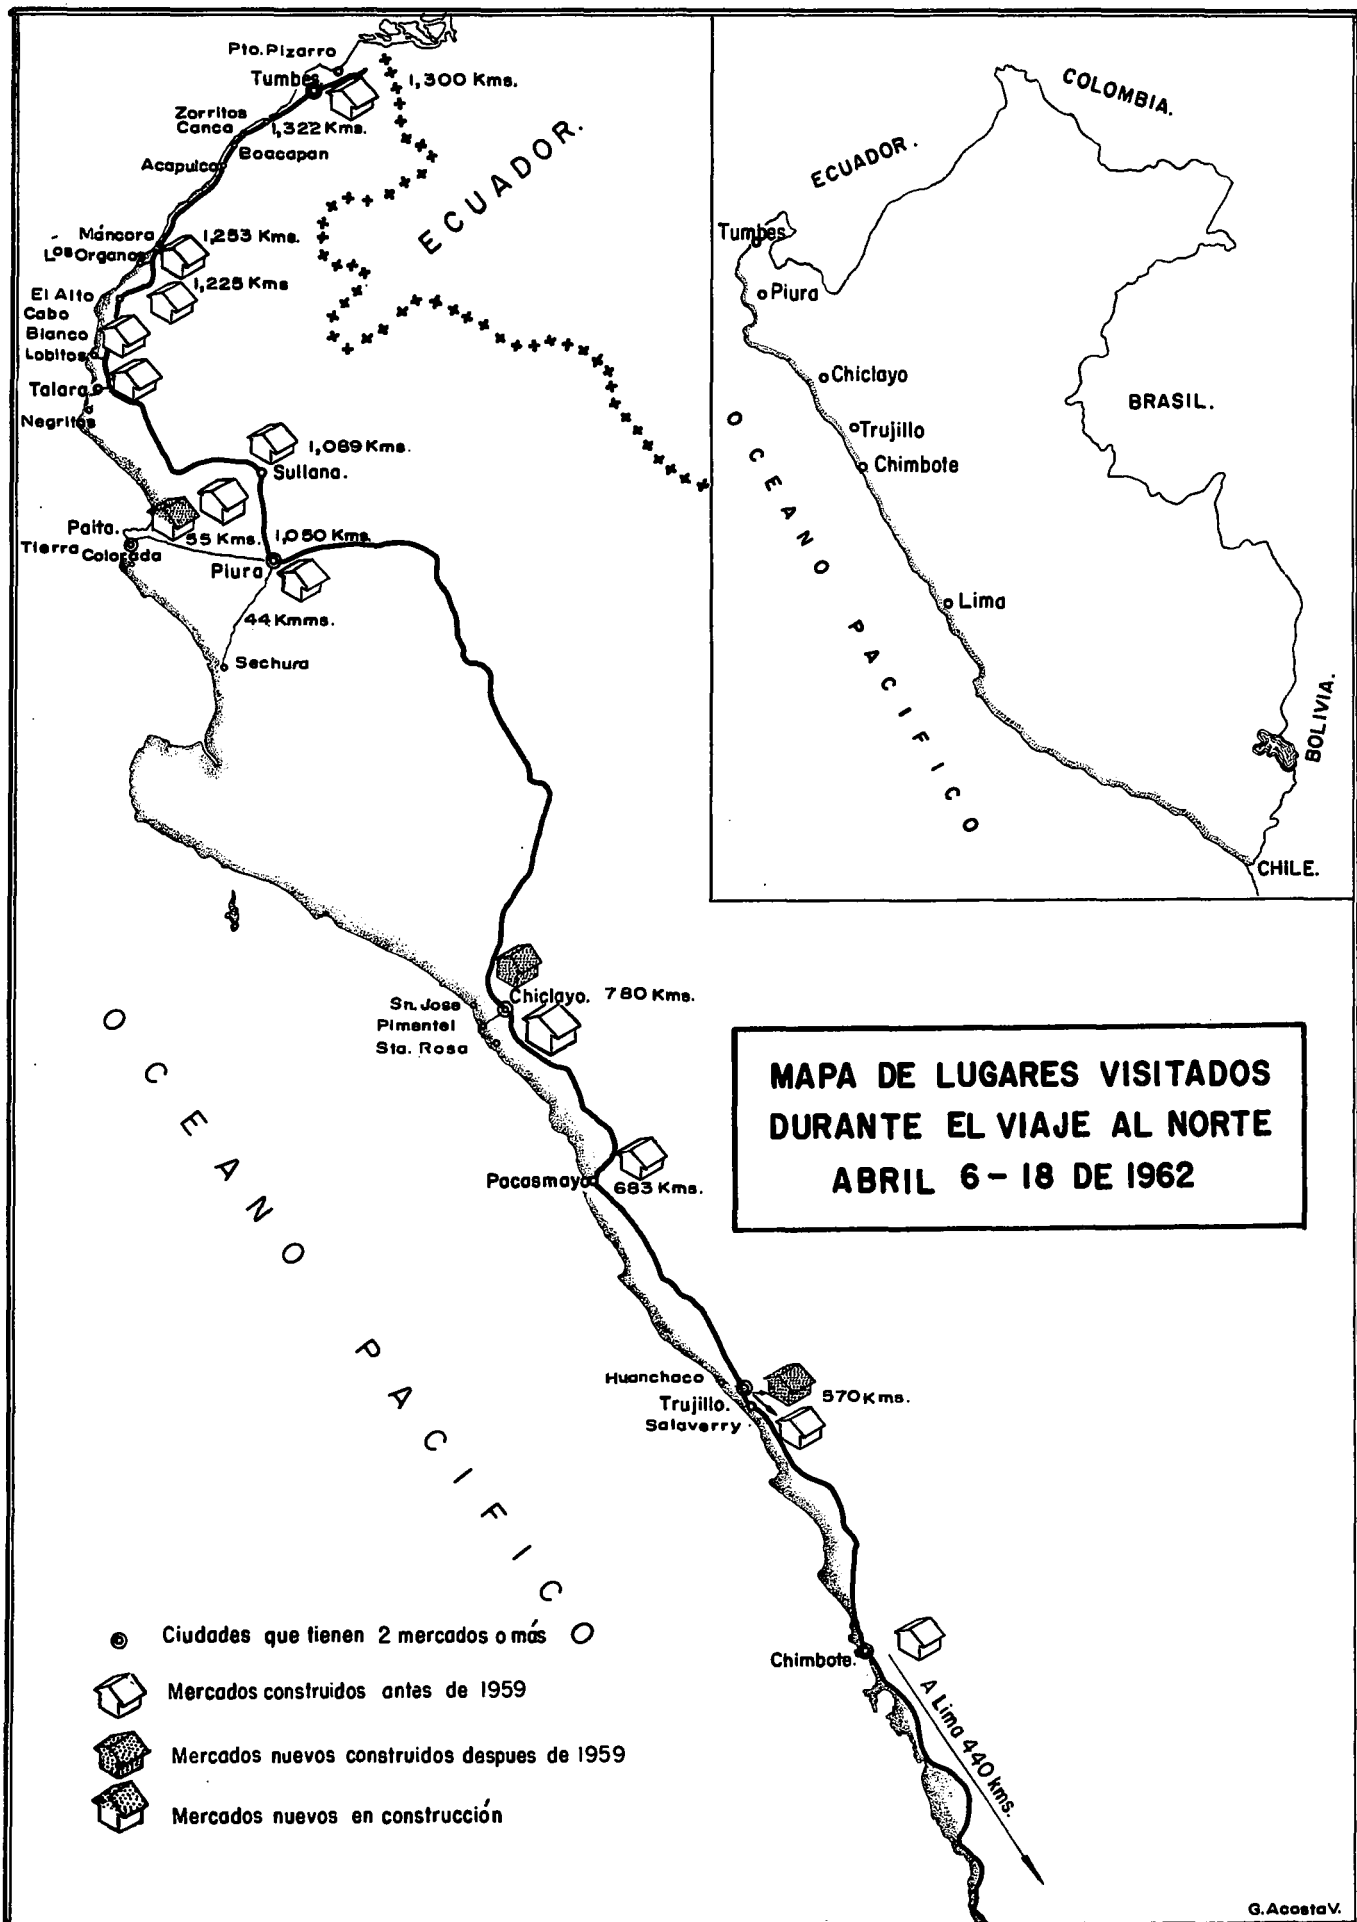 Pto. Pizarro
Tumbes.
1,300 Kms.
Zorritos
Canca
1,322 Kms.
Boacapan
Acapulco
ECUADOR.
Máncora
1,253 Kms.
Los Organos
1,225 Kms
El Alto
Cabo
Blanco
Lobitos
Talara
Negritos
1,089 Kms.
Sullana.
Paita.
55 Kms.
1,050 Kms.
Tierra Colorada
Piura
44 Kmms.
Sechura
Chiclayo. 780 Kms.
Sn. Jose
Pimentel
Sta. Rosa
Pacasmayo
683 Kms.
Huanchaco
570 Kms.
Trujillo.
Salaverry
Chimbote.
A Lima 440 kms.
OCEANO PACIFICO
COLOMBIA.
ECUADOR.
Tumbes
Piura
Chiclayo
BRASIL.
Trujillo
Chimbote
OCEANO PACIFICO
Lima
BOLIVIA.
CHILE.
MAPA DE LUGARES VISITADOS
DURANTE EL VIAJE AL NORTE
ABRIL 6-18 DE 1962
Ciudades que tienen 2 mercados o más
Mercados construidos antes de 1959
Mercados nuevos construidos despues de 1959
Mercados nuevos en construcción
G. Acosta V.